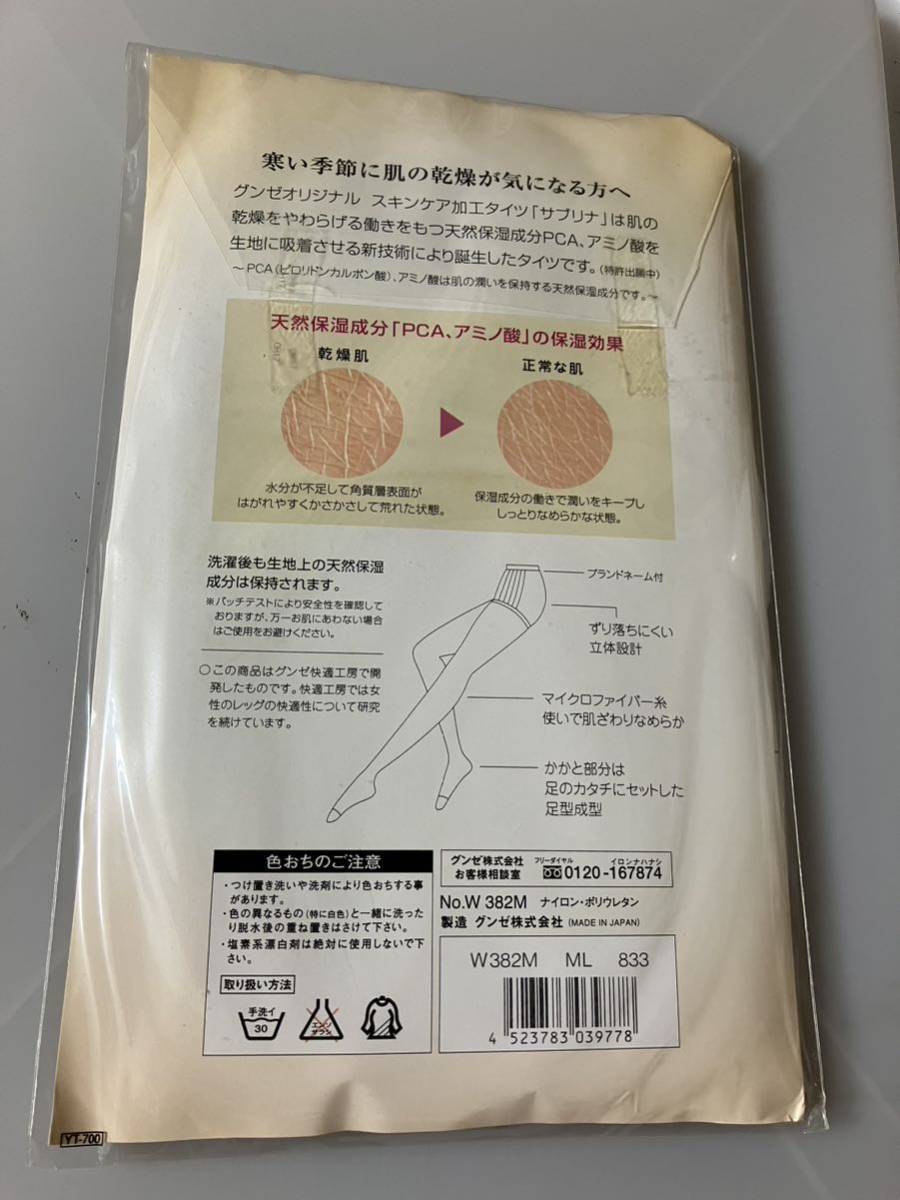 寒い季節に肌の乾燥が気になる方へ
グンゼオリジナル スキンケア加工タイツ「サブリナ」は肌の
乾燥をやわらげる働きをもつ天然保湿成分PCA、アミノ酸を
生地に吸着させる新技術により誕生したタイツです。(特許出願中)
～PCA(ピロリドンカルボン酸)、アミノ酸は肌の潤いを保持する天然保湿成分です。～
天然保湿成分「PCA、アミノ酸」の保湿効果
乾燥肌
正常な肌
水分が不足して角質層表面が
はがれやすくかさかさして荒れた状態。
保湿成分の働きで潤いをキープし
しっとりなめらかな状態。
洗濯後も生地上の天然保湿
成分は保持されます。
※パッチテストにより安全性を確認して
おりますが、万一お肌にあわない場合
はご使用をお避けください。
○この商品はグンゼ快適工房で開
発したものです。快適工房では女
性のレッグの快適性について研究
を続けています。
ブランドネーム付
ずり落ちにくい
立体設計
マイクロファイバー糸
使いで肌ざわりなめらか
かかと部分は
足のカタチにセットした
足型成型
色おちのご注意
・つけ置き洗いや洗剤により色おちする事
があります。
・色の異なるもの(特に白色)と一緒に洗った
り脱水後の重ね置きはさけて下さい。
・塩素系漂白剤は絶対に使用しないで下
さい。
取り扱い方法
手洗イ
30
エンソ
サラシ
グンゼ株式会社
お客様相談室
フリーダイヤル
イロンナハナシ
0120-167874
No.W 382M ナイロン・ポリウレタン
製造 グンゼ株式会社 (MADE IN JAPAN)
W382M ML 833
4 523783 039778
YT-700